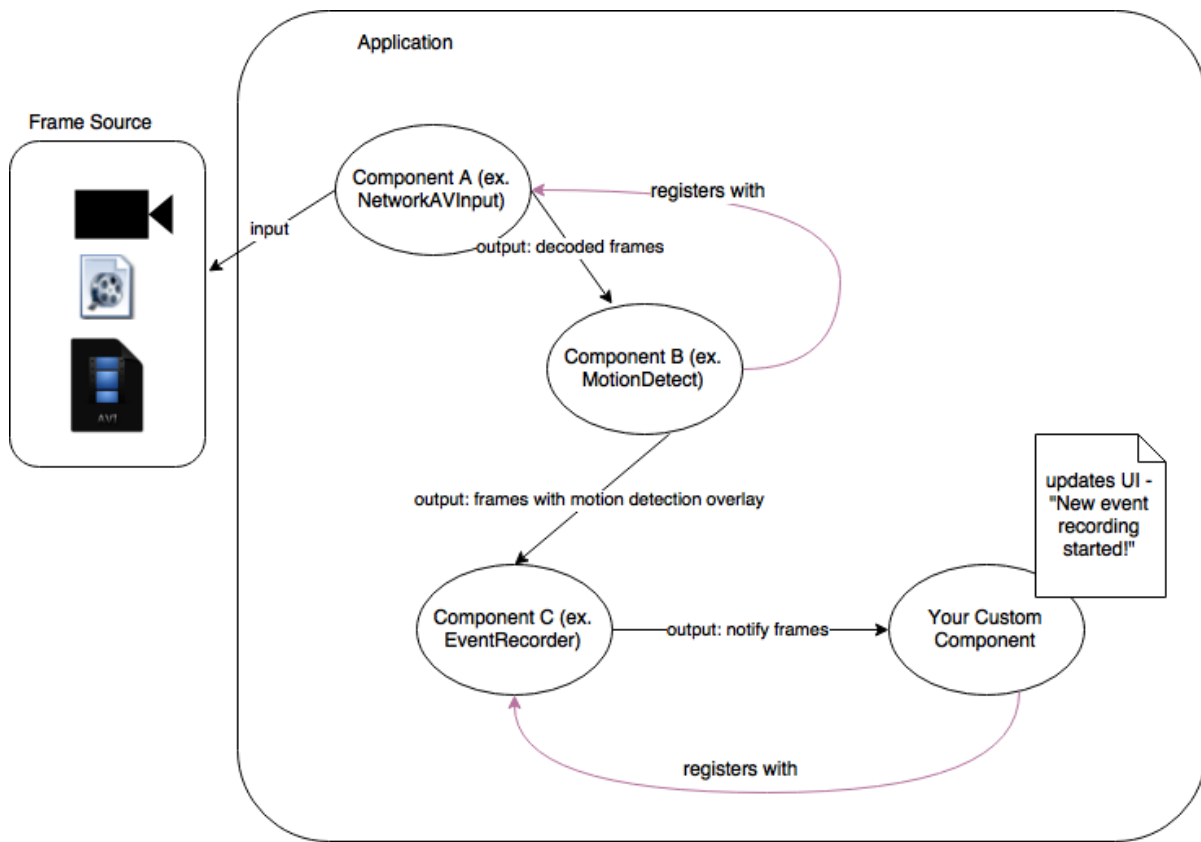 Application
Frame Source
Component A (ex.
NetworkAVInput)
registers with
input
output: decoded frames
Component B (ex.
MotionDetect)
AVI
output: frames with motion detection overlay
updates UI -
"New event
recording
started!"
Component C (ex.
EventRecorder)
output: notify frames
Your Custom
Component
registers with